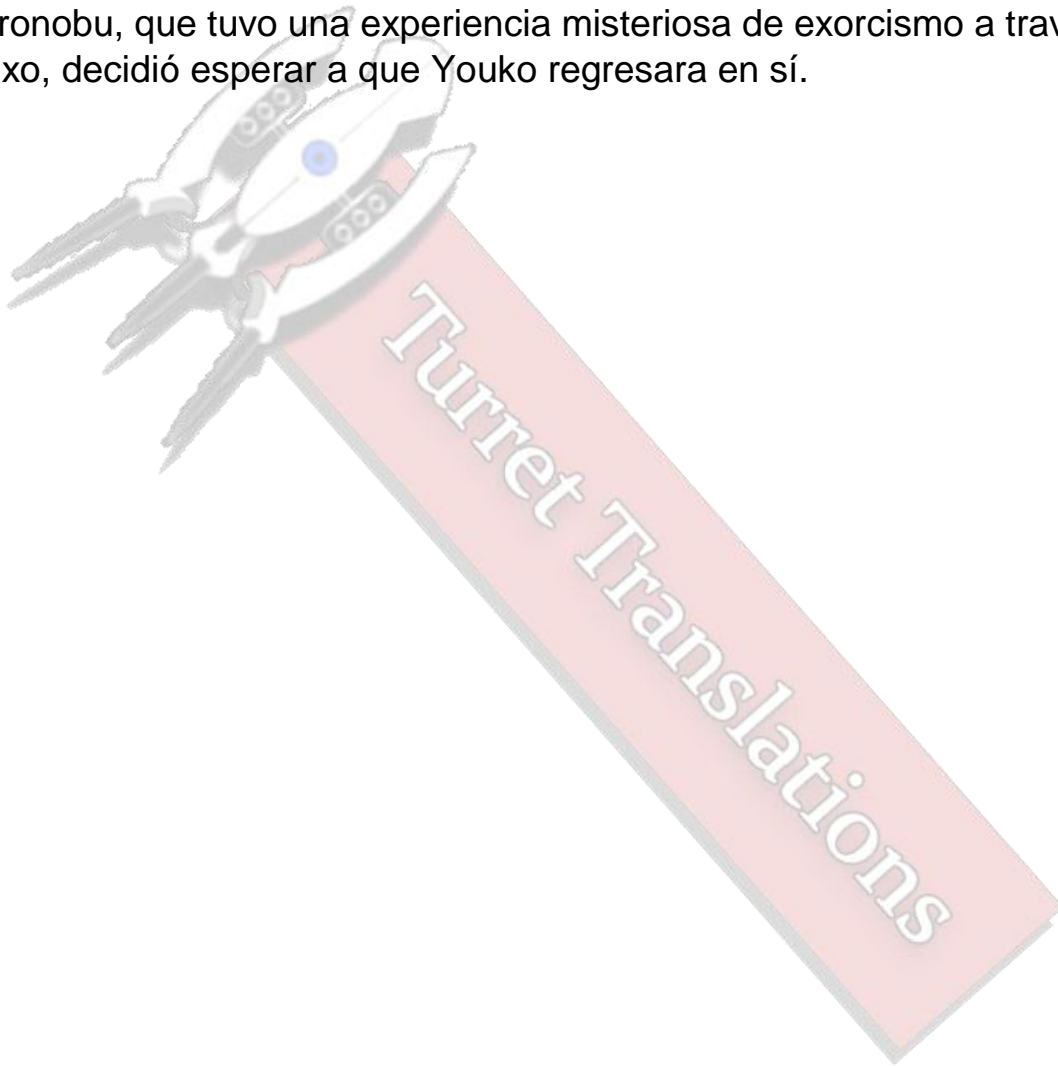 ronobu, que tuvo una experiencia misteriosa de exorcismo a trav
xo, decidió esperar a que Youko regresara en sí.
Turret Translations